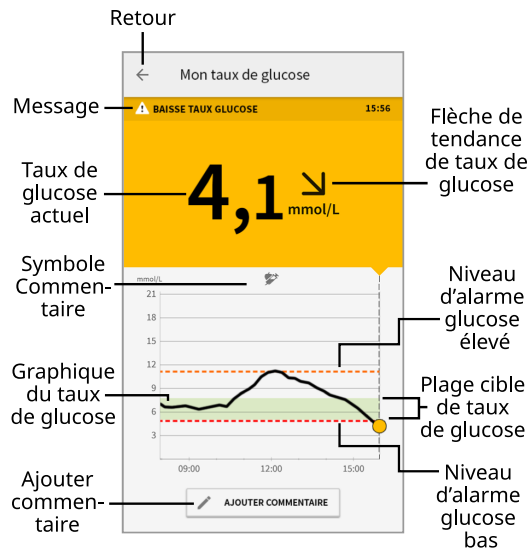 Retour
Mon taux de glucose
Message
BAISSE TAUX GLUCOSE 15:56
Flèche de
tendance
de taux de
glucose
Taux de
glucose
actuel
4,1
mmol/L
Symbole
Commen-
taire
mmol/L
21
18
15
12
9
6
3
09:00 12:00 15:00
Niveau
d’alarme
glucose
élevé
Graphique
du taux
de glucose
Plage cible
de taux
de glucose
Ajouter
commen-
taire
AJOUTER COMMENTAIRE
Niveau
d’alarme
glucose
bas